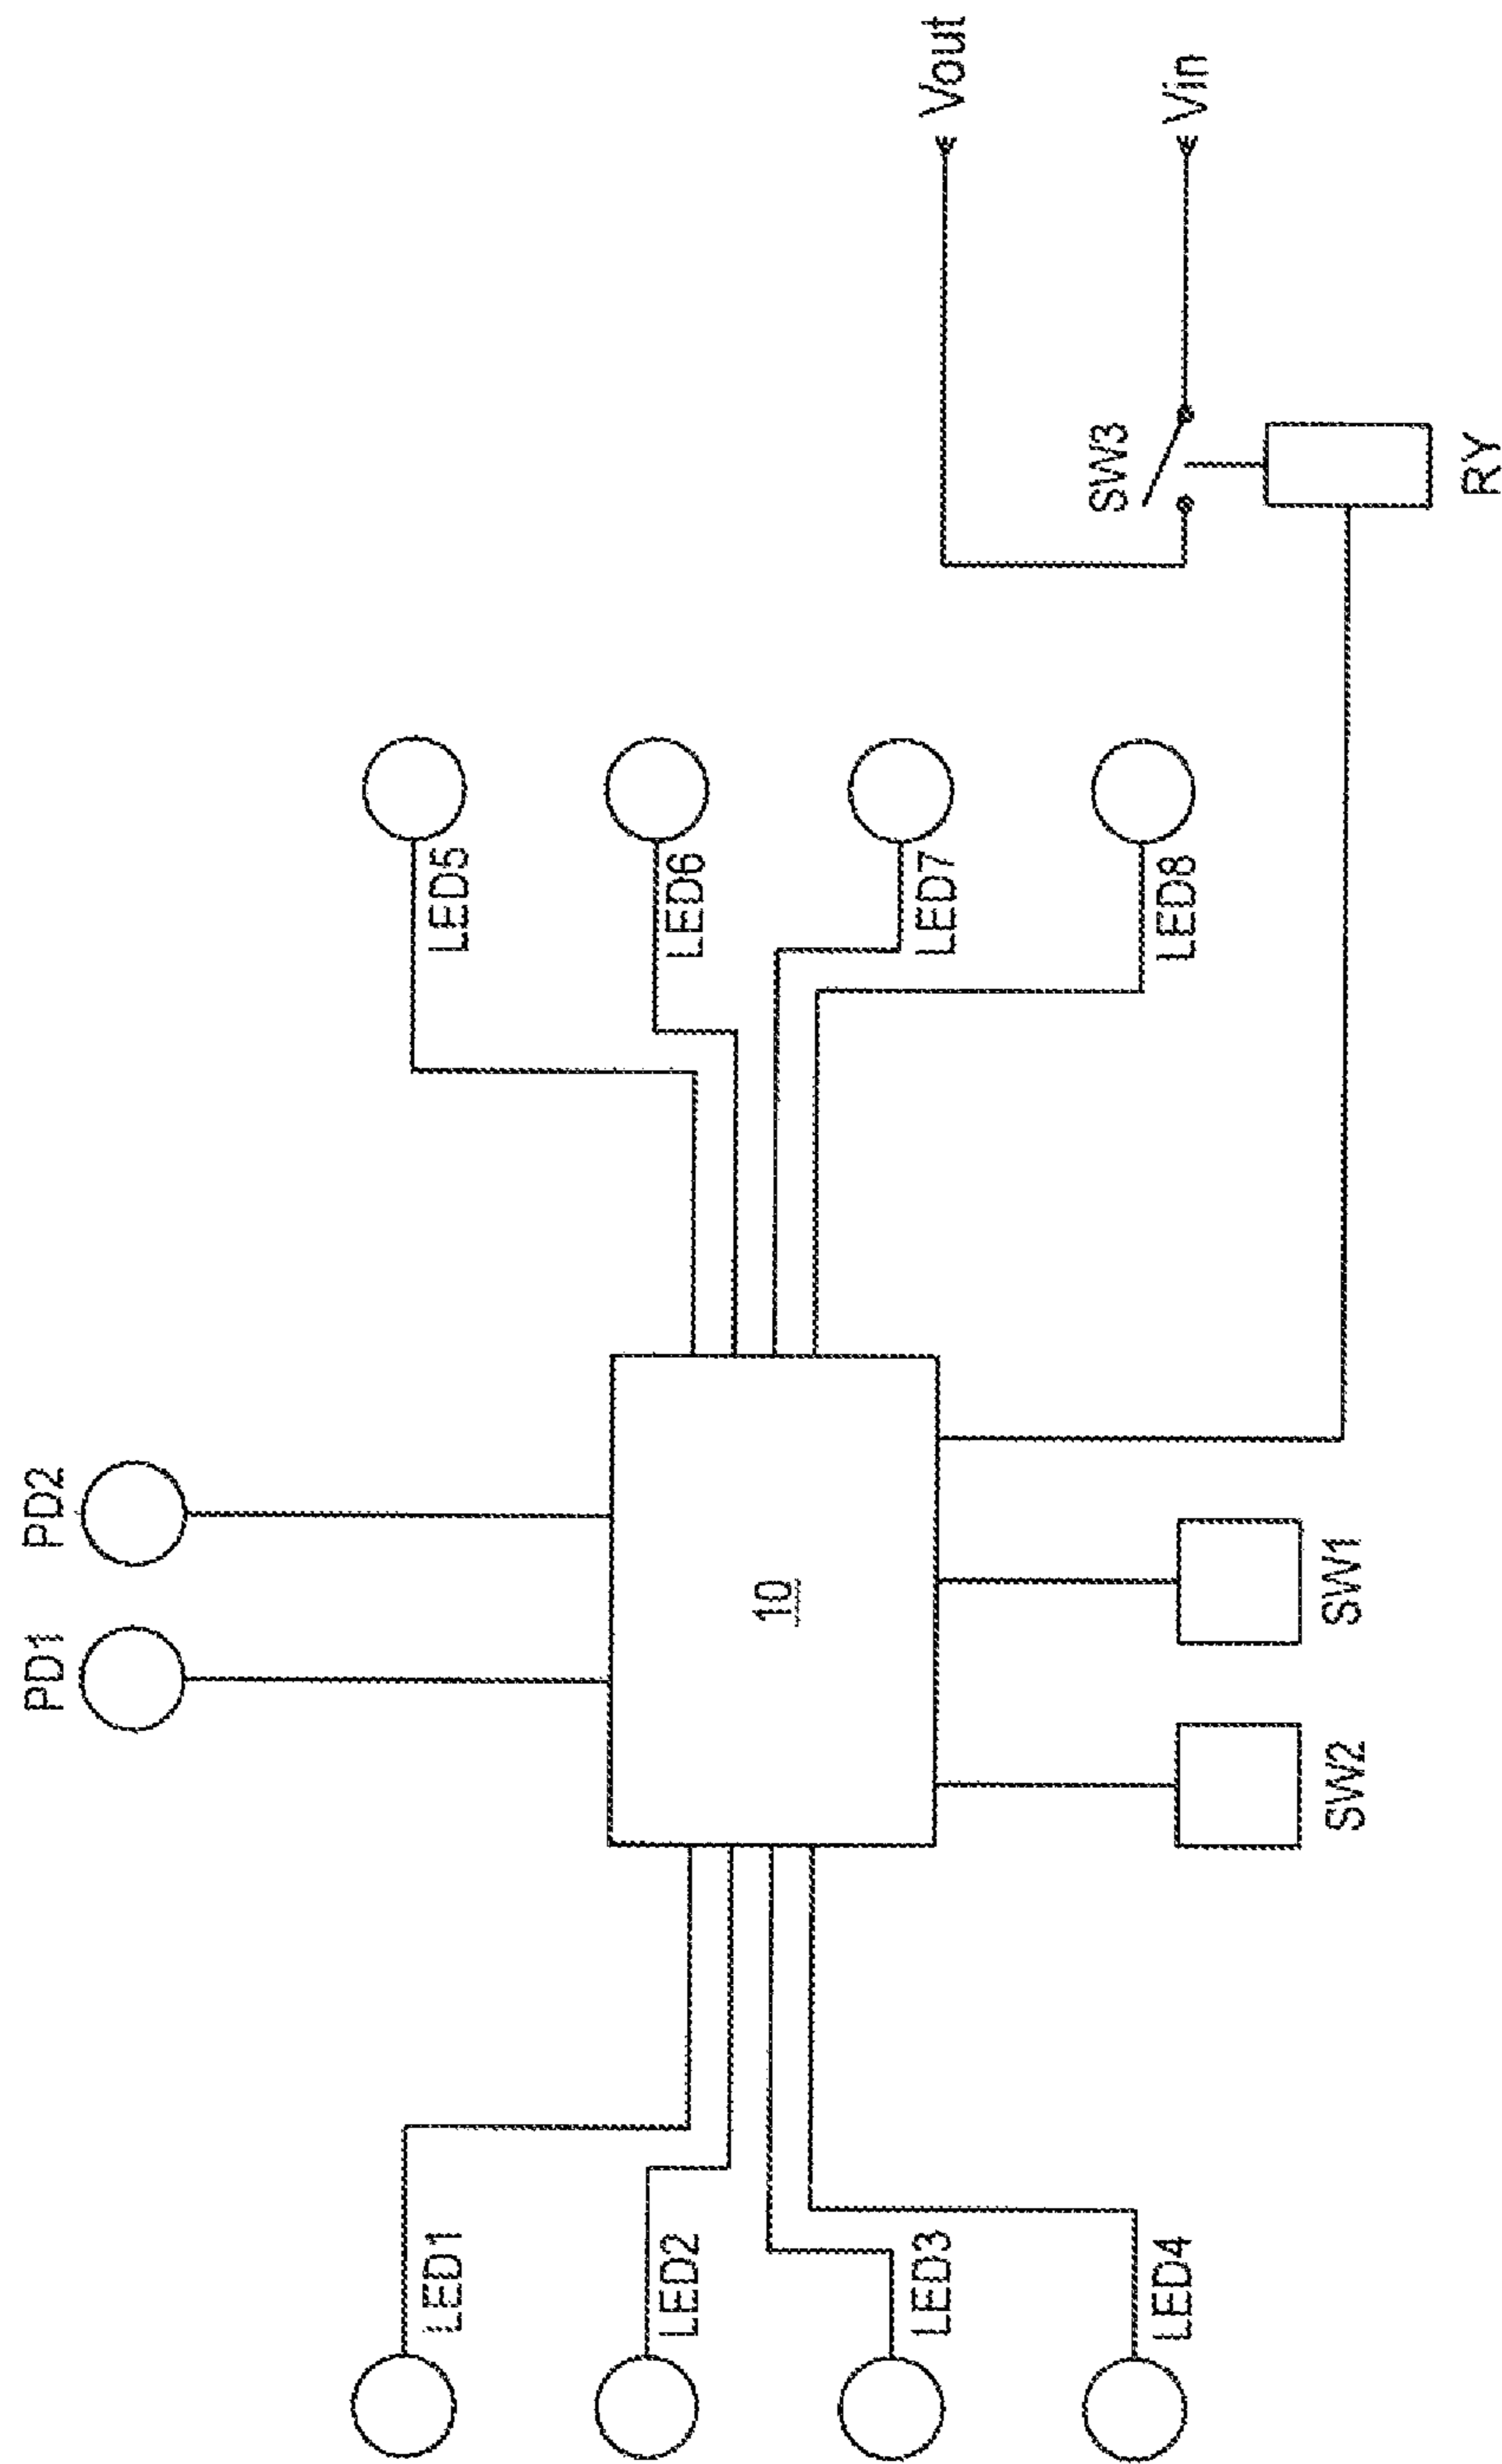 PD1
PD2
LED1
LED2
LED3
LED4
10
LED5
LED6
LED7
LED8
SW2
SW1
Vout
Vin
SW3
RY